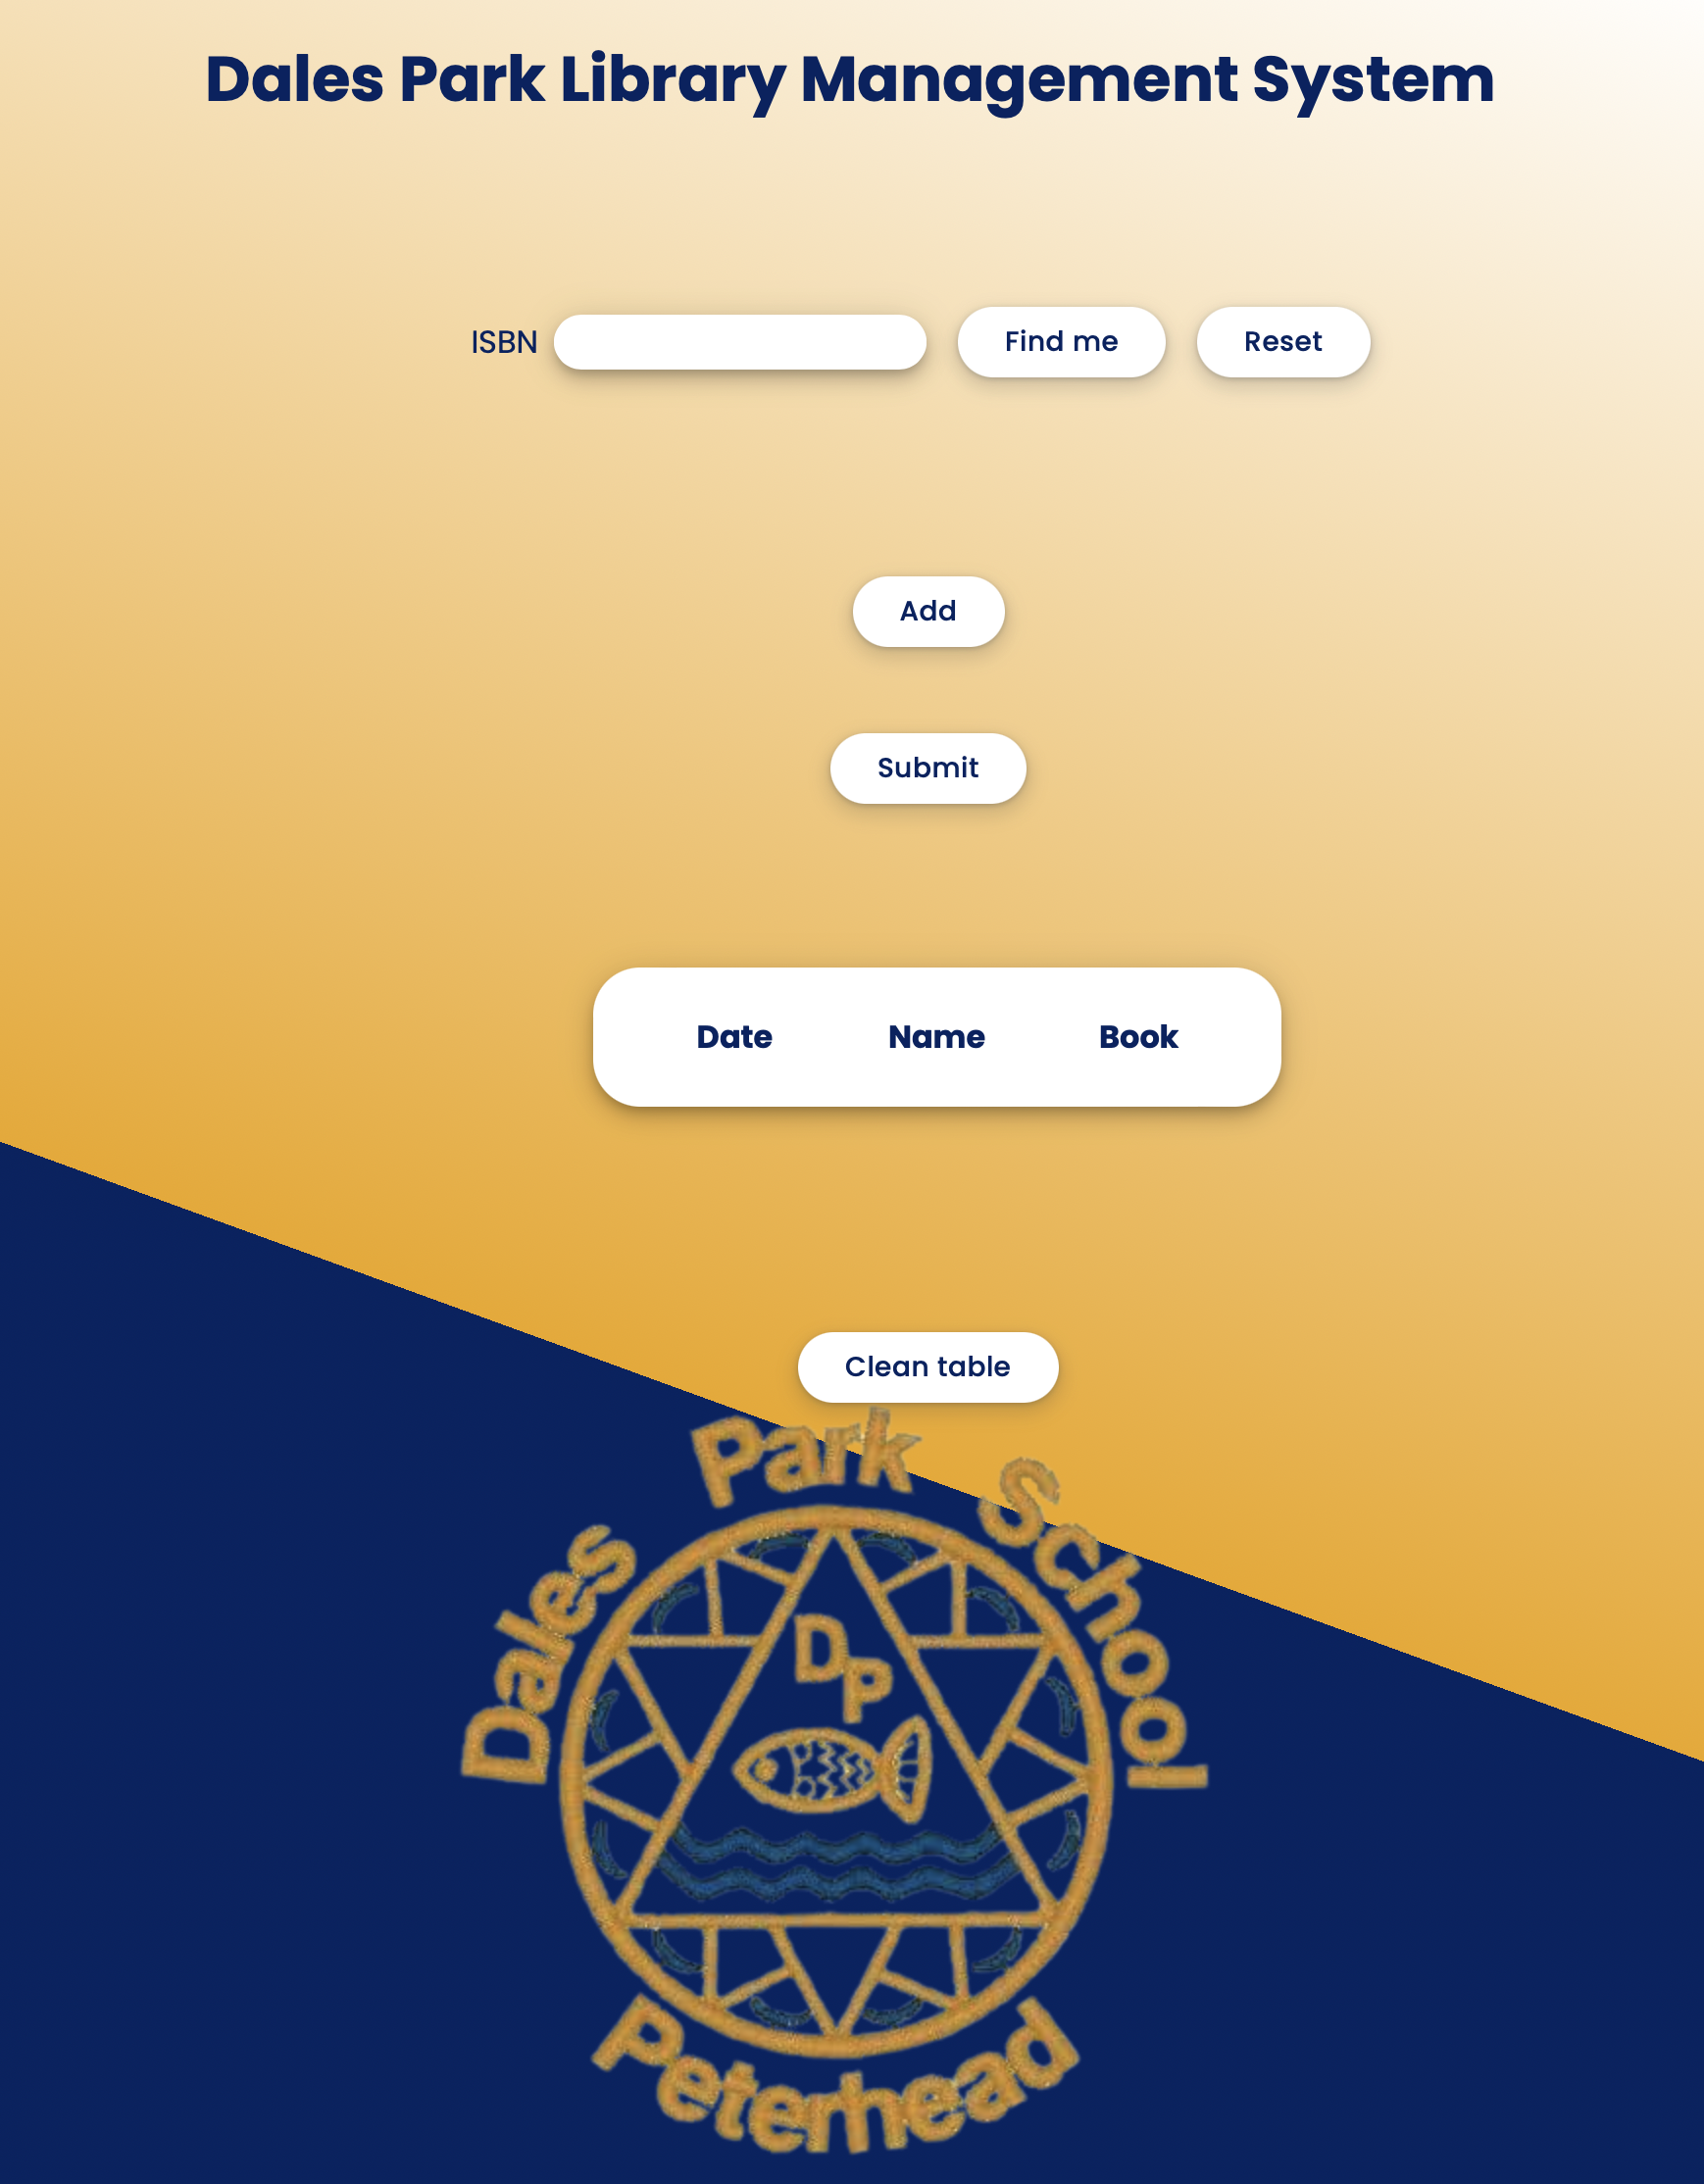 Dales Park Library Management System
ISBN Find me Reset
Add
Submit
Date Name Book
Clean table
Dales Park School
DP
Peterhead